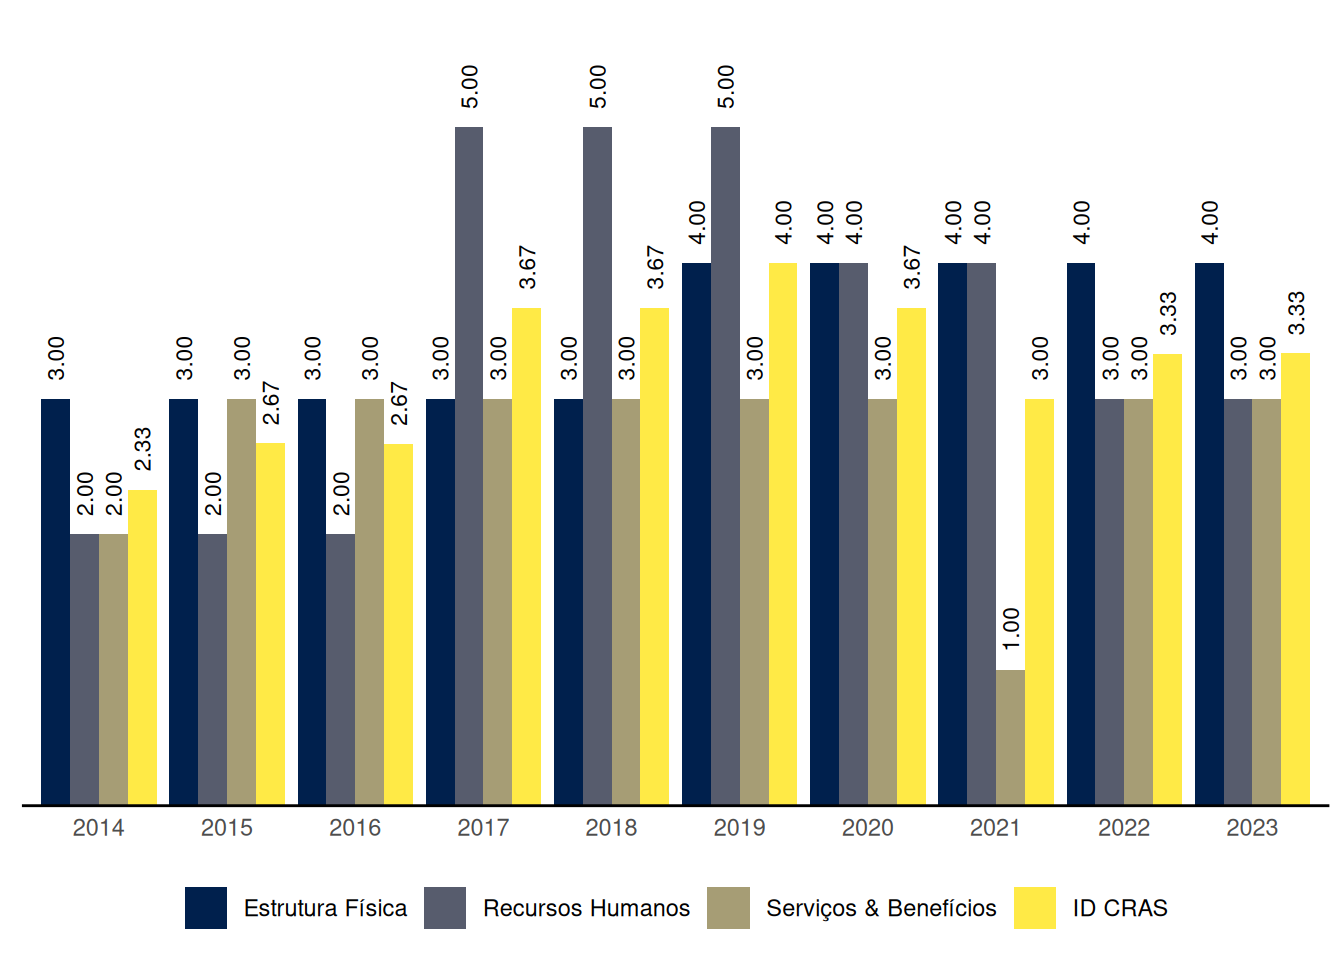 5.00 5.00 5.00
4.00 4.00 4.00 4.00 4.00 4.00 4.00 4.00
3.67 3.67 3.67
3.33 3.33
3.00 3.00 3.00 3.00 3.00 3.00 3.00 3.00 3.00 3.00 3.00 3.00 3.00 3.00 3.00 3.00
2.67 2.67
2.33
2.00 2.00 2.00 2.00
1.00
2014 2015 2016 2017 2018 2019 2020 2021 2022 2023
Estrutura Física Recursos Humanos Serviços & Benefícios ID CRAS